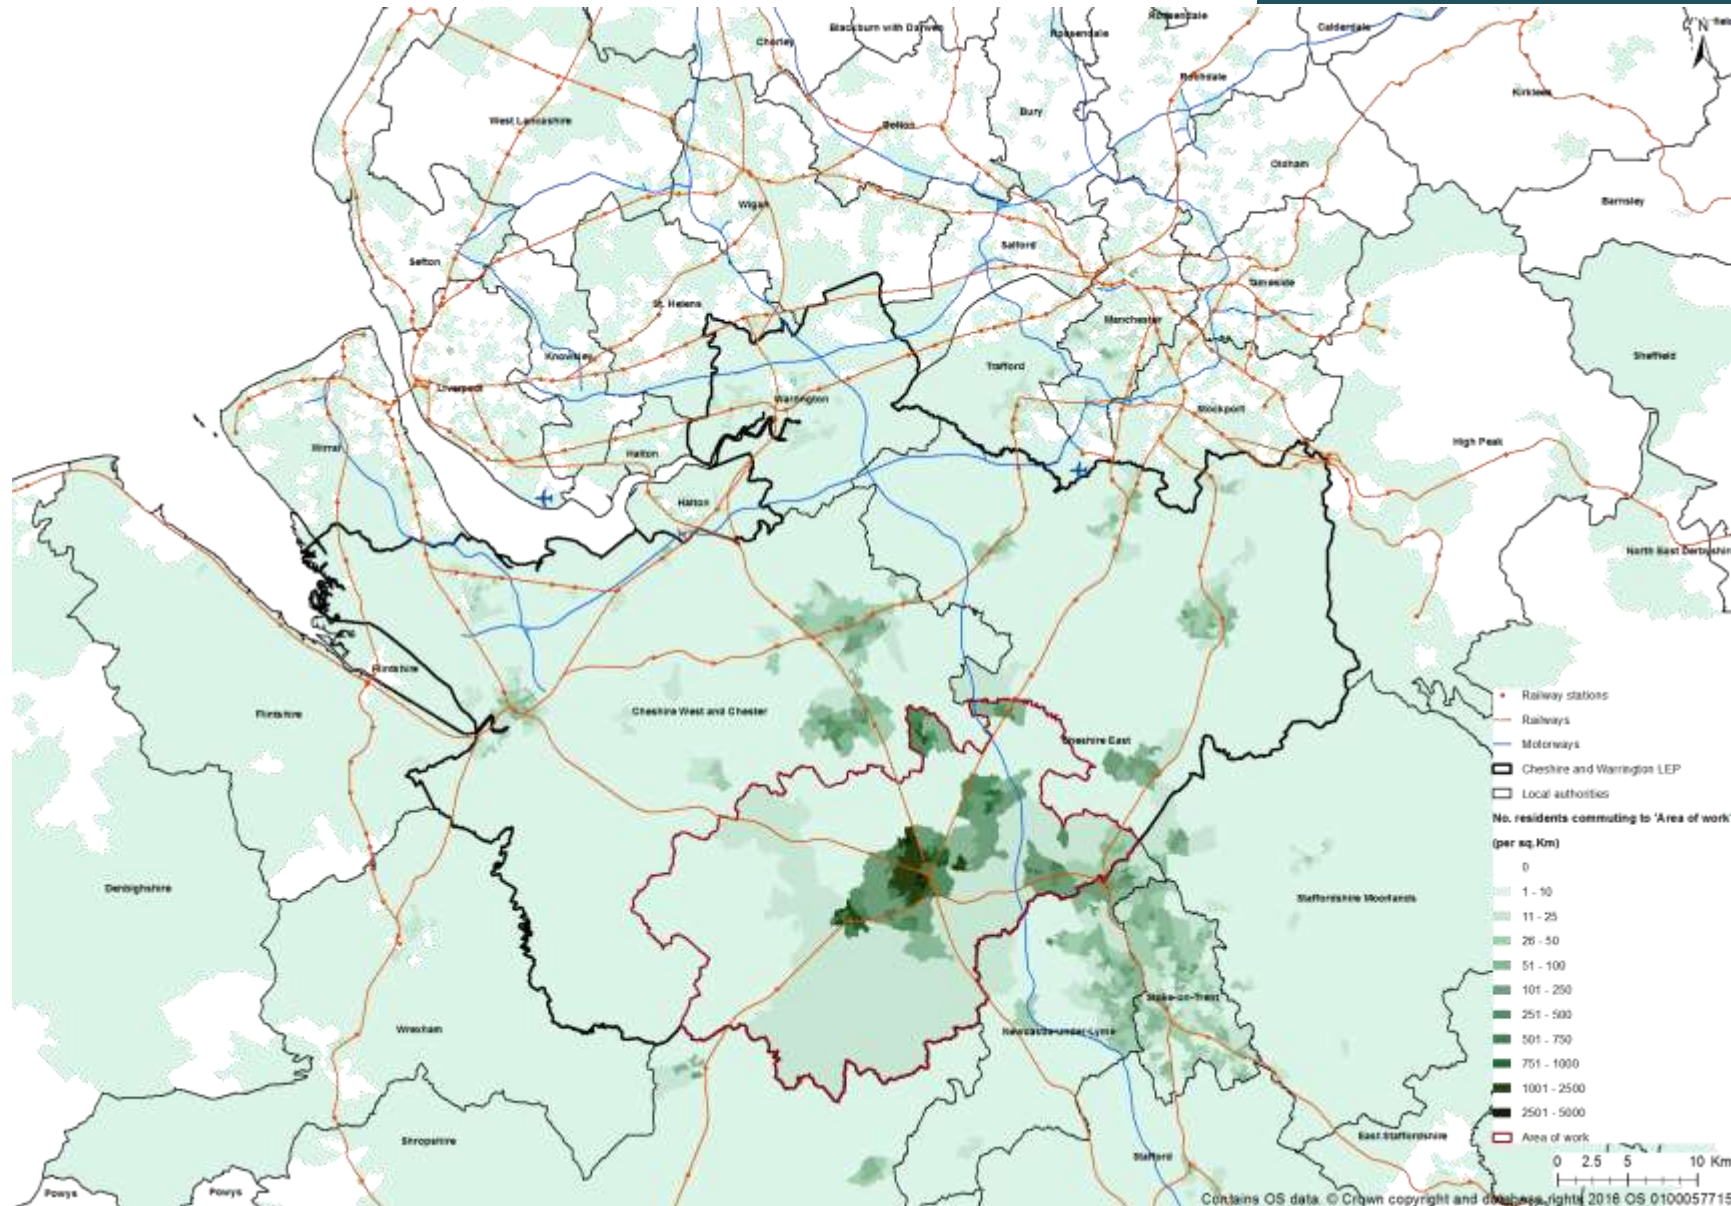 Rossendale
Blackburn with Darwen
Calderdale
Chorley
Rossendale
N
Rochdale
Kirklees
Bury
West Lancashire
Bolton
Oldham
Barnsley
Wigan
Salford
Sefton
Tameside
St. Helens
Manchester
Knowsley
Sheffield
Trafford
Liverpool
Warrington
Stockport
High Peak
Wirral
Halton
Halton
North East Derbyshire
Flintshire
Flintshire
Cheshire West and Chester
Cheshire East
Denbighshire
Staffordshire Moorlands
Stoke-on-Trent
Wrexham
Newcastle-under-Lyme
Shropshire
East Staffordshire
Stafford
Powys
Powys
Railway stations
Railways
Motorways
Cheshire and Warrington LEP
Local authorities
No. residents commuting to 'Area of work'
(per sq.Km)
0
1 - 10
11 - 25
26 - 50
51 - 100
101 - 250
251 - 500
501 - 750
751 - 1000
1001 - 2500
2501 - 5000
Area of work
0 2.5 5 10 Km
Contains OS data. © Crown copyright and database rights 2016 OS 0100057715